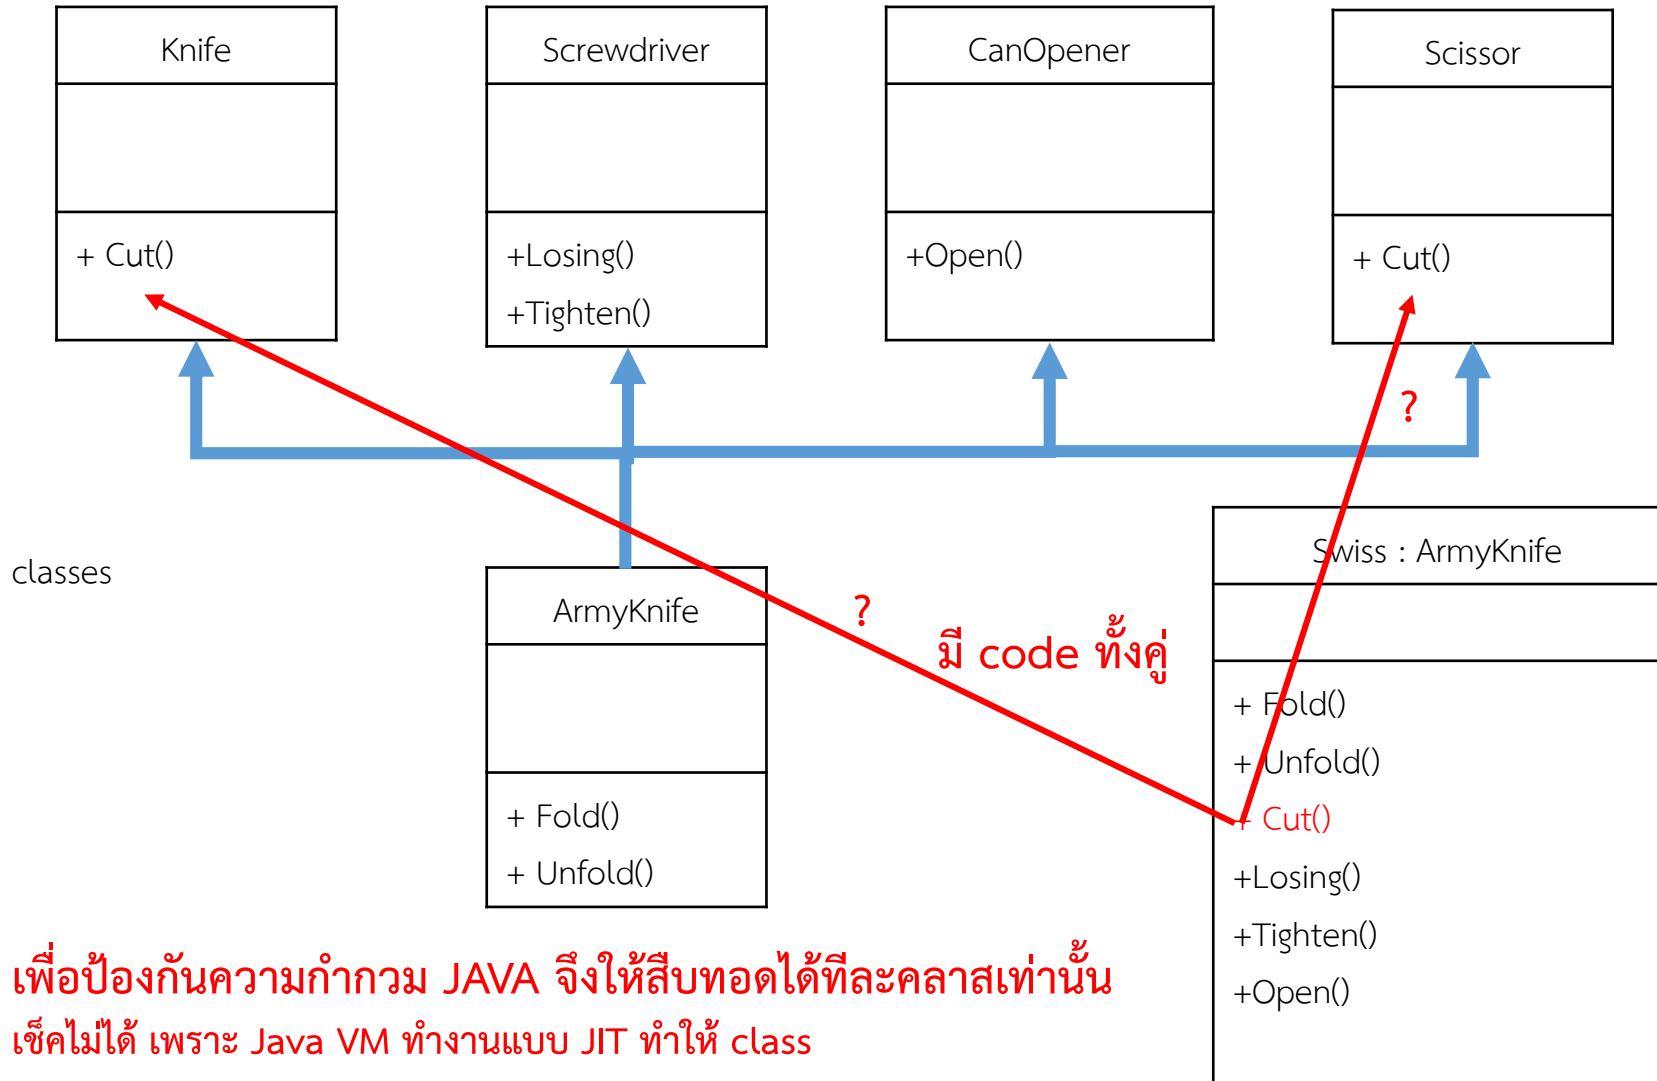 Knife
+ Cut()
Screwdriver
+Losing()
+Tighten()
CanOpener
+Open()
Scissor
+ Cut()
?
classes
ArmyKnife
+ Fold()
+ Unfold()
?
มี code ทั้งคู่
Swiss : ArmyKnife
+ Fold()
+ Unfold()
+ Cut()
+Losing()
+Tighten()
+Open()
เพื่อป้องกันความกำกวม JAVA จึงให้สืบทอดได้ทีละคลาสเท่านั้น
เช็คไม่ได้ เพราะ Java VM ทำงานแบบ JIT ทำให้ class